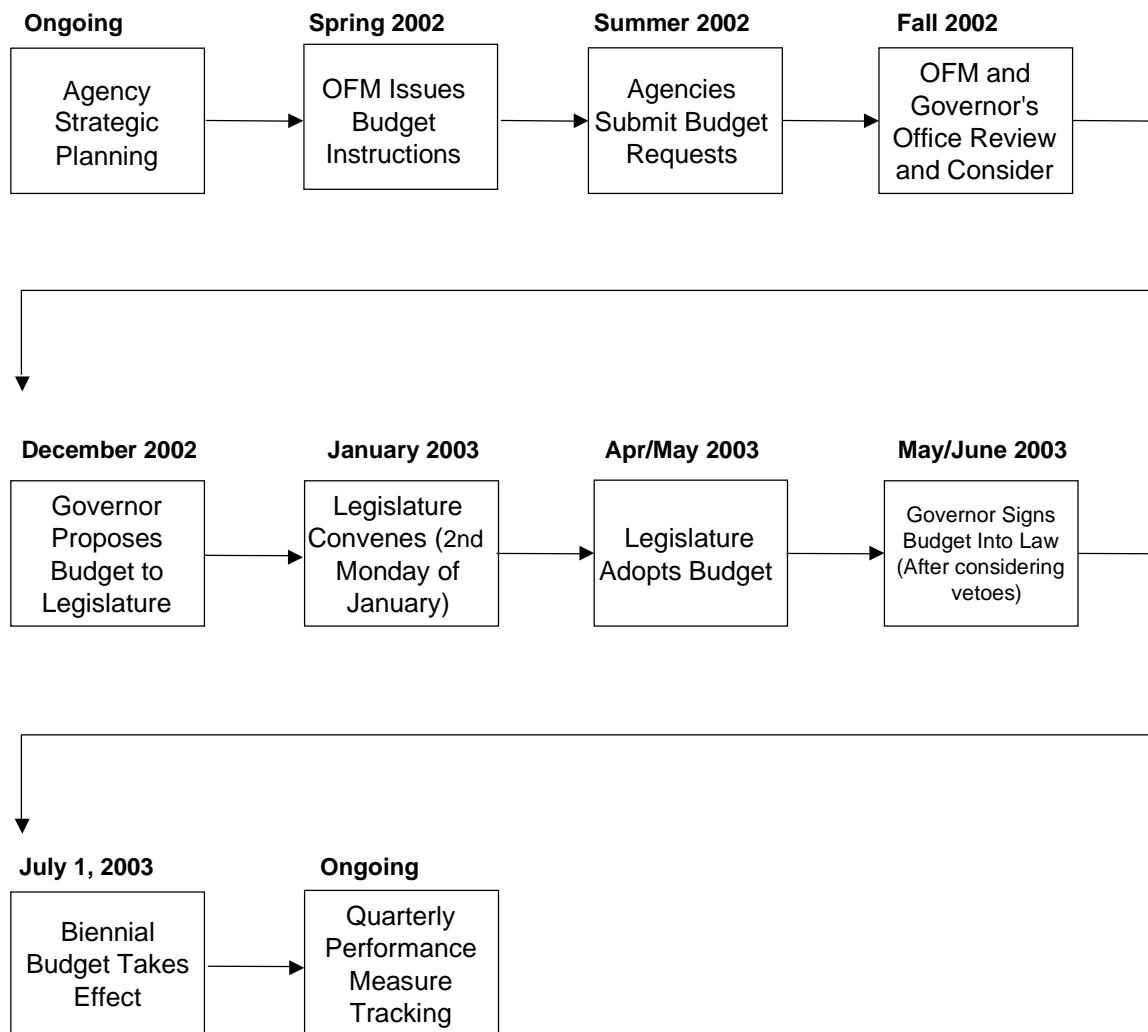 Ongoing
Agency
Strategic
Planning
Spring 2002
OFM Issues
Budget
Instructions
Summer 2002
Agencies
Submit Budget
Requests
Fall 2002
OFM and
Governor's
Office Review
and Consider
December 2002
Governor
Proposes
Budget to
Legislature
January 2003
Legislature
Convenes (2nd
Monday of
January)
Apr/May 2003
Legislature
Adopts Budget
May/June 2003
Governor Signs
Budget Into Law
(After considering
vetoes)
July 1, 2003
Biennial
Budget Takes
Effect
Ongoing
Quarterly
Performance
Measure
Tracking